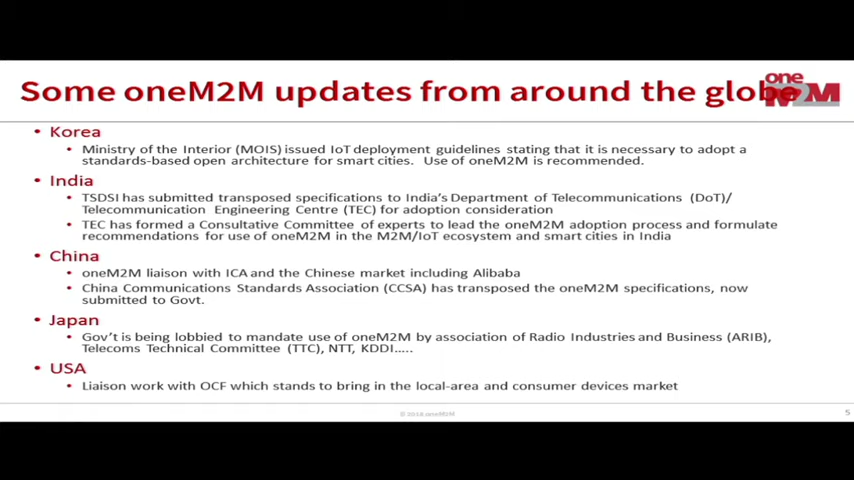 Some oneM2M updates from around the globe
one
M2M
• Korea
• Ministry of the Interior (MOIS) issued IoT deployment guidelines stating that it is necessary to adopt a
standards-based open architecture for smart cities. Use of oneM2M is recommended.
• India
• TSDSI has submitted transposed specifications to India's Department of Telecommunications (DoT)/
Telecommunication Engineering Centre (TEC) for adoption consideration
• TEC has formed a Consultative Committee of experts to lead the oneM2M adoption process and formulate
recommendations for use of oneM2M in the M2M/IoT ecosystem and smart cities in India
• China
• oneM2M liaison with ICA and the Chinese market including Alibaba
• China Communications Standards Association (CCSA) has transposed the oneM2M specifications, now
submitted to Govt.
• Japan
• Gov't is being lobbied to mandate use of oneM2M by association of Radio Industries and Business (ARIB),
Telecoms Technical Committee (TTC), NTT, KDDI.....
• USA
• Liaison work with OCF which stands to bring in the local-area and consumer devices market
© 2018 oneM2M
5